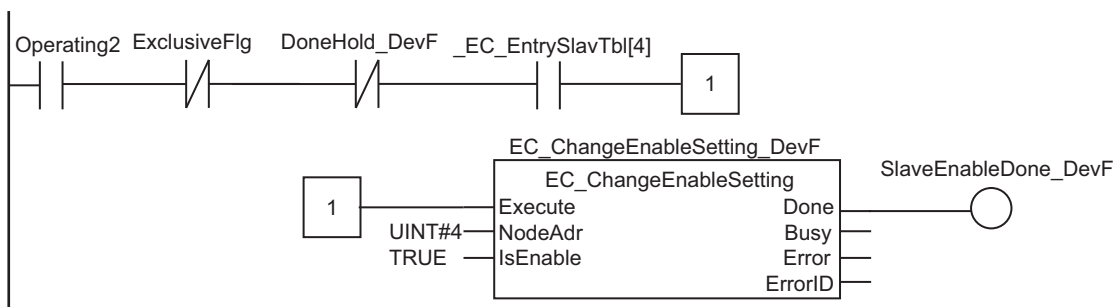 Operating2 ExclusiveFlg DoneHold_DevF _EC_EntrySlavTbl[4]
1
EC_ChangeEnableSetting_DevF
EC_ChangeEnableSetting SlaveEnableDone_DevF
1 Execute Done
UINT#4 NodeAdr Busy
TRUE IsEnable Error
ErrorID